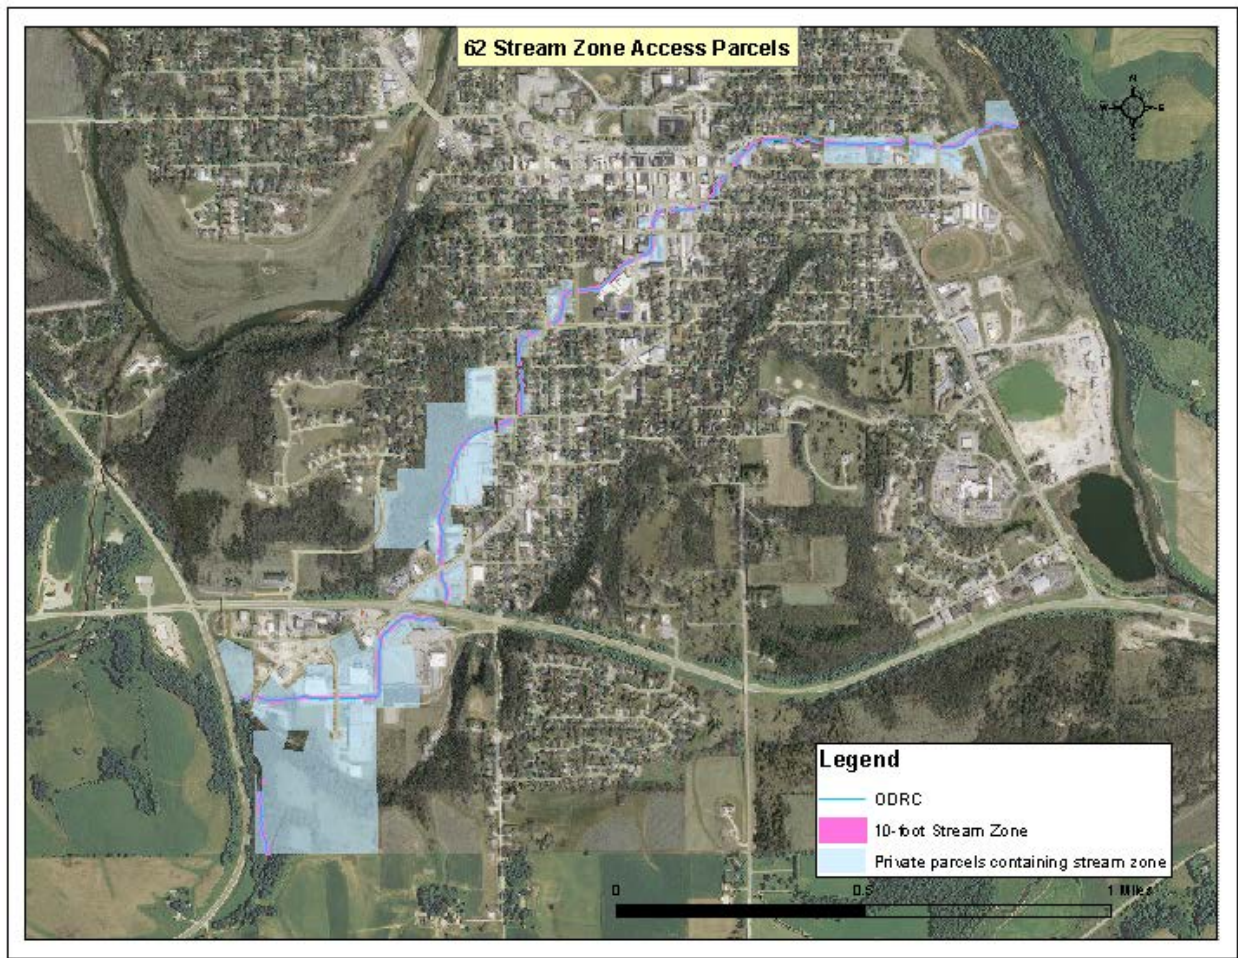 62 Stream Zone Access Parcels
N
W E
S
Legend
ODRC
10-foot Stream Zone
Private parcels containing stream zone
0 0.5 1 Miles